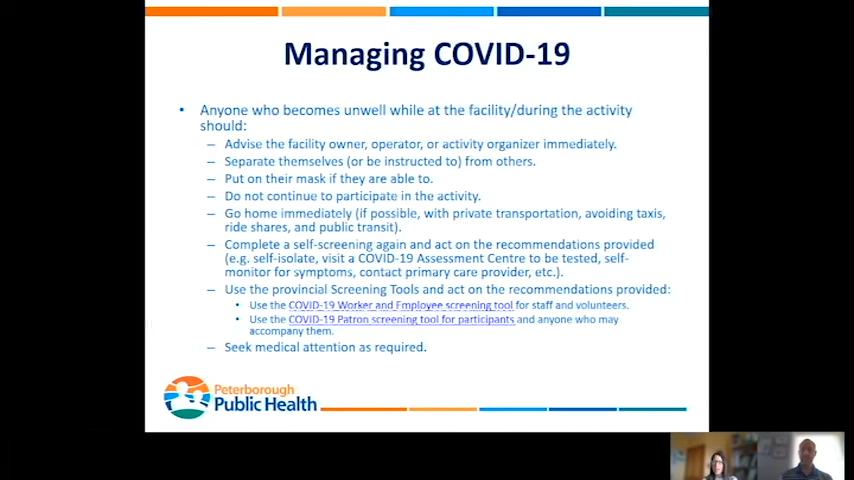 Managing COVID-19
• Anyone who becomes unwell while at the facility/during the activity
should:
– Advise the facility owner, operator, or activity organizer immediately.
– Separate themselves (or be instructed to) from others.
– Put on their mask if they are able to.
– Do not continue to participate in the activity.
– Go home immediately (if possible, with private transportation, avoiding taxis,
ride shares, and public transit).
– Complete a self-screening again and act on the recommendations provided
(e.g. self-isolate, visit a COVID-19 Assessment Centre to be tested, self-
monitor for symptoms, contact primary care provider, etc.).
– Use the provincial Screening Tools and act on the recommendations provided:
• Use the COVID-19 Worker and Employee screening tool for staff and volunteers.
• Use the COVID-19 Patron screening tool for participants and anyone who may
accompany them.
– Seek medical attention as required.
Peterborough
Public Health